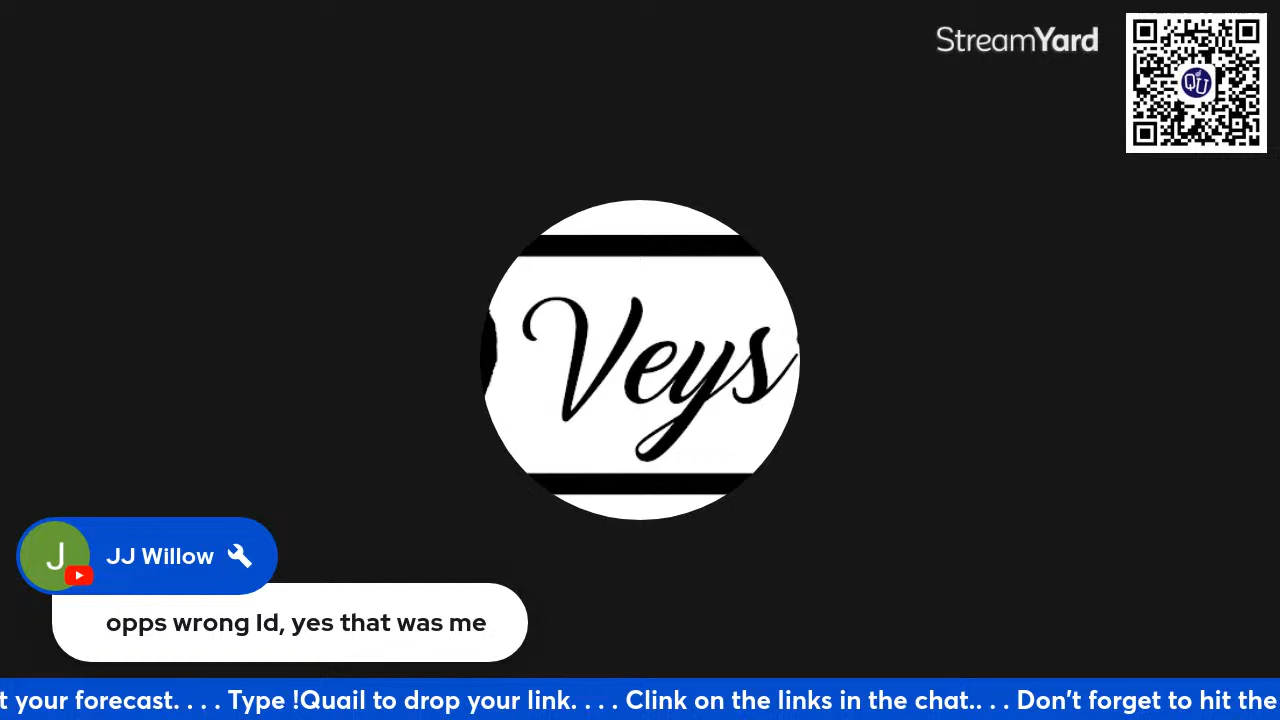 StreamYard
QU
Veys
J
JJ Willow
opps wrong Id, yes that was me
t your forecast. . . . Type !Quail to drop your link. . . . Clink on the links in the chat.. . . Don't forget to hit the